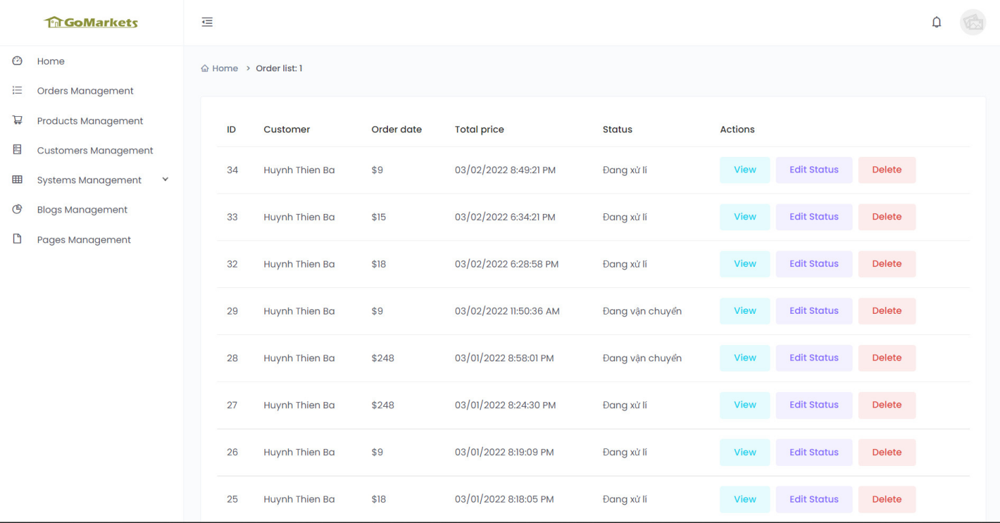 GoMarkets
Home
Orders Management
Products Management
Customers Management
Systems Management
Blogs Management
Pages Management
Home > Order list: 1
ID Customer Order date Total price Status Actions
34 Huynh Thien Ba $9 03/02/2022 8:49:21 PM Đang xử lí View Edit Status Delete
33 Huynh Thien Ba $15 03/02/2022 6:34:21 PM Đang xử lí View Edit Status Delete
32 Huynh Thien Ba $18 03/02/2022 6:28:58 PM Đang xử lí View Edit Status Delete
29 Huynh Thien Ba $9 03/02/2022 11:50:36 AM Đang vận chuyển View Edit Status Delete
28 Huynh Thien Ba $248 03/01/2022 8:58:01 PM Đang vận chuyển View Edit Status Delete
27 Huynh Thien Ba $248 03/01/2022 8:24:30 PM Đang xử lí View Edit Status Delete
26 Huynh Thien Ba $9 03/01/2022 8:19:09 PM Đang xử lí View Edit Status Delete
25 Huynh Thien Ba $18 03/01/2022 8:18:05 PM Đang xử lí View Edit Status Delete